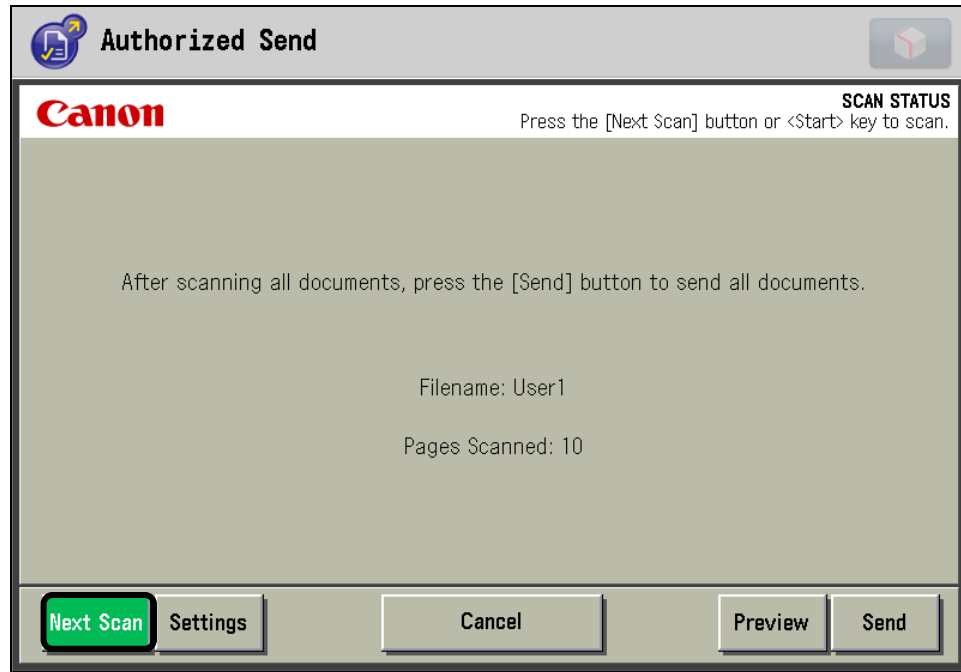 Authorized Send
Canon
SCAN STATUS
Press the [Next Scan] button or <Start> key to scan.
After scanning all documents, press the [Send] button to send all documents.
Filename: User1
Pages Scanned: 10
Next Scan
Settings
Cancel
Preview
Send